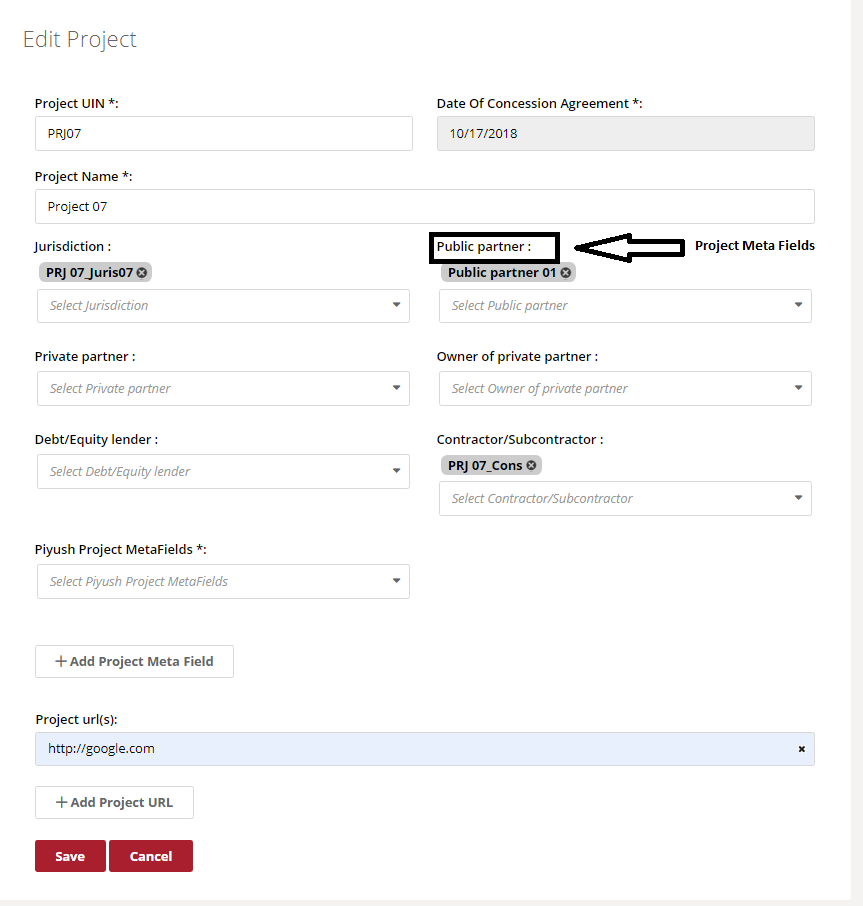 Edit Project
Project UIN *:
Date Of Concession Agreement *:
PRJ07
10/17/2018
Project Name *:
Project 07
Jurisdiction :
Public partner :
Project Meta Fields
PRJ 07_Juris07
Public partner 01
Select Jurisdiction
Select Public partner
Private partner :
Owner of private partner :
Select Private partner
Select Owner of private partner
Debt/Equity lender :
Contractor/Subcontractor :
Select Debt/Equity lender
PRJ 07_Cons
Select Contractor/Subcontractor
Piyush Project MetaFields *:
Select Piyush Project MetaFields
+ Add Project Meta Field
Project url(s):
http://google.com
+ Add Project URL
Save
Cancel